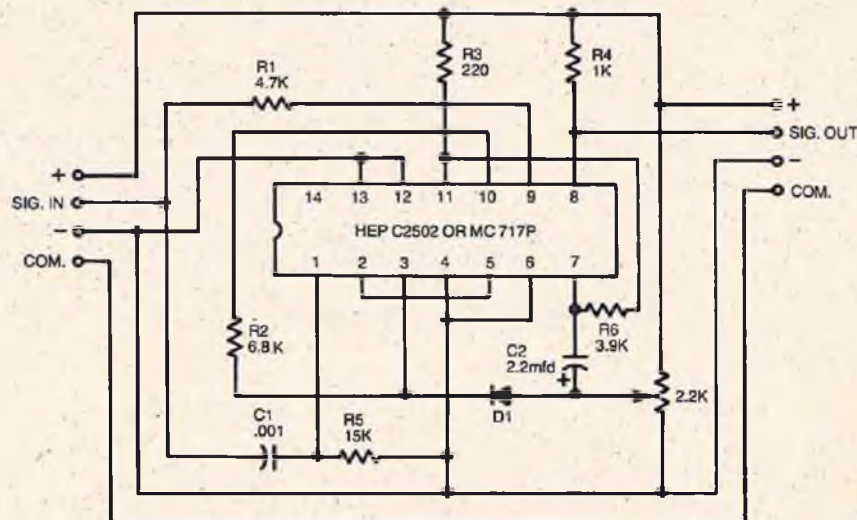 R3
220
R4
1K
R1
4.7K
+
SIG. OUT
-
COM.
+
SIG. IN
-
COM.
14 13 12 11 10 9 8
HEP C2502 OR MC 717P
1 2 3 4 5 6 7
R2
6.8K
C2
2.2mfd
+
R6
3.9K
D1
2.2K
C1
.001
R5
15K